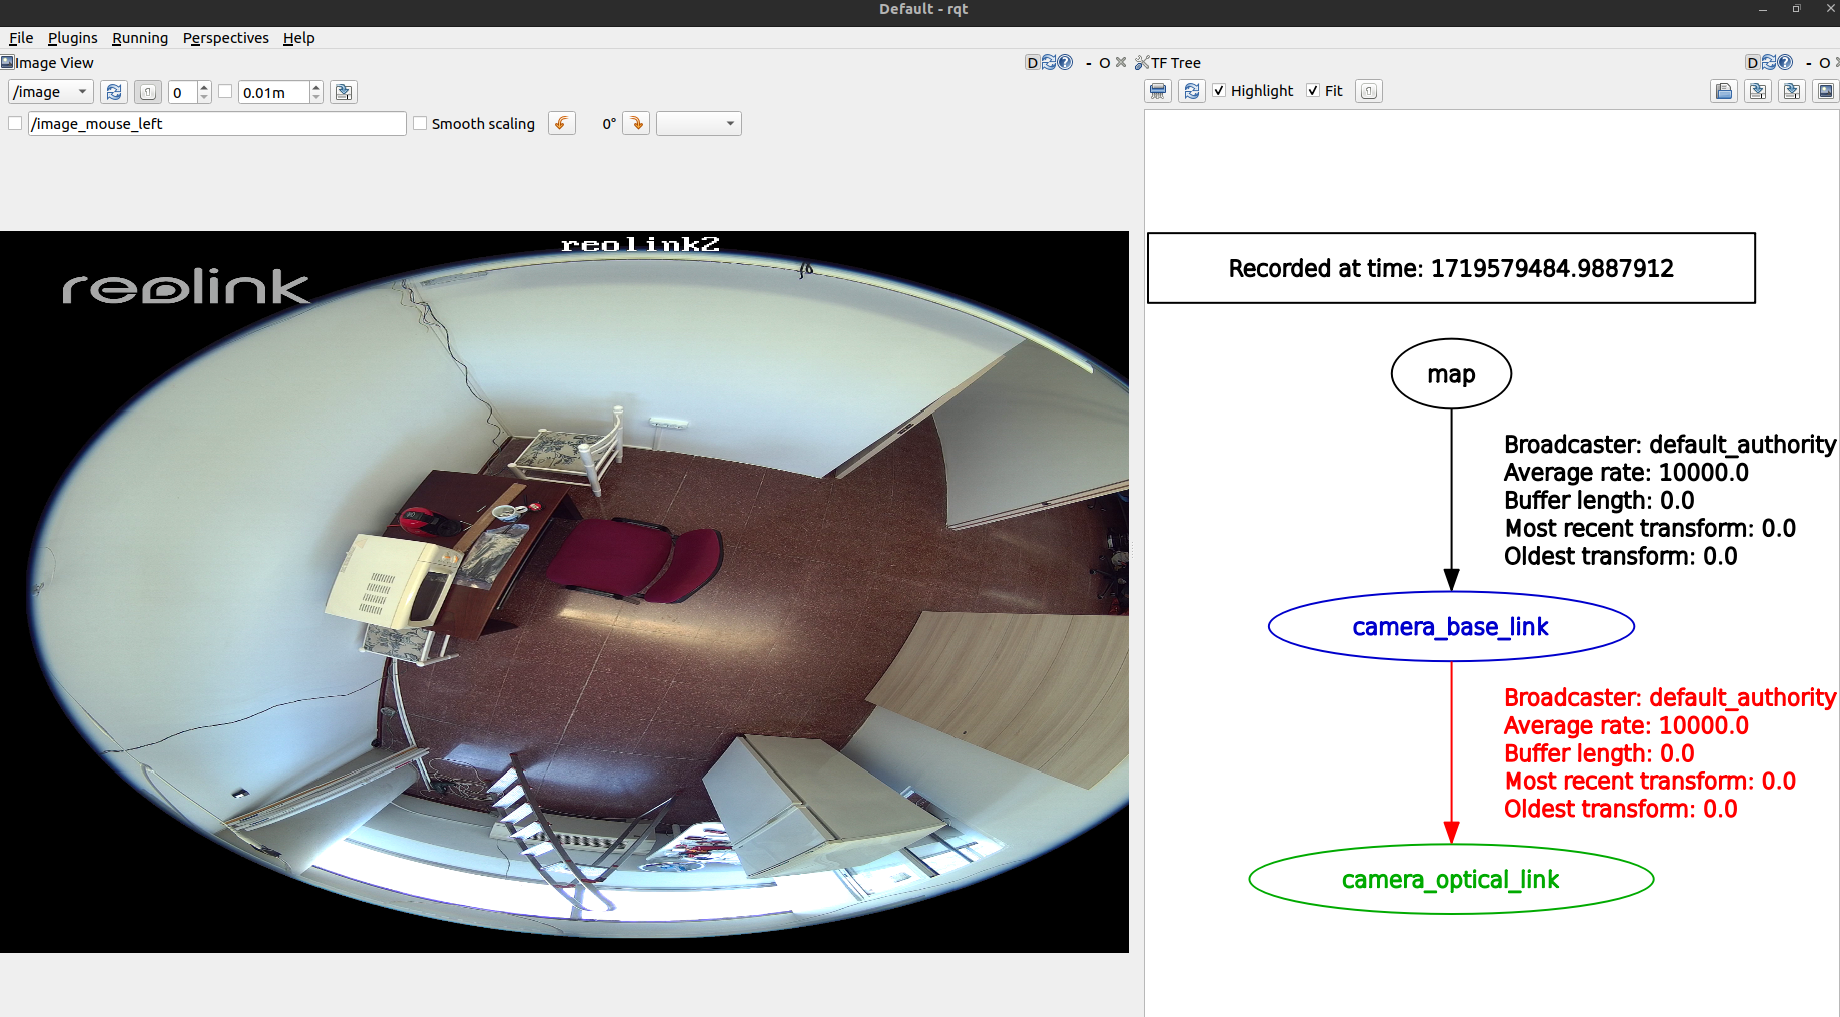 Default - rqt
File Plugins Running Perspectives Help
Image View
D
- O
TF Tree
D
- O
/image
0
0.01m
Highlight
Fit
/image_mouse_left
Smooth scaling
0°
reolink2
reolink
Recorded at time: 1719579484.9887912
map
Broadcaster: default_authority
Average rate: 10000.0
Buffer length: 0.0
Most recent transform: 0.0
Oldest transform: 0.0
camera_base_link
Broadcaster: default_authority
Average rate: 10000.0
Buffer length: 0.0
Most recent transform: 0.0
Oldest transform: 0.0
camera_optical_link